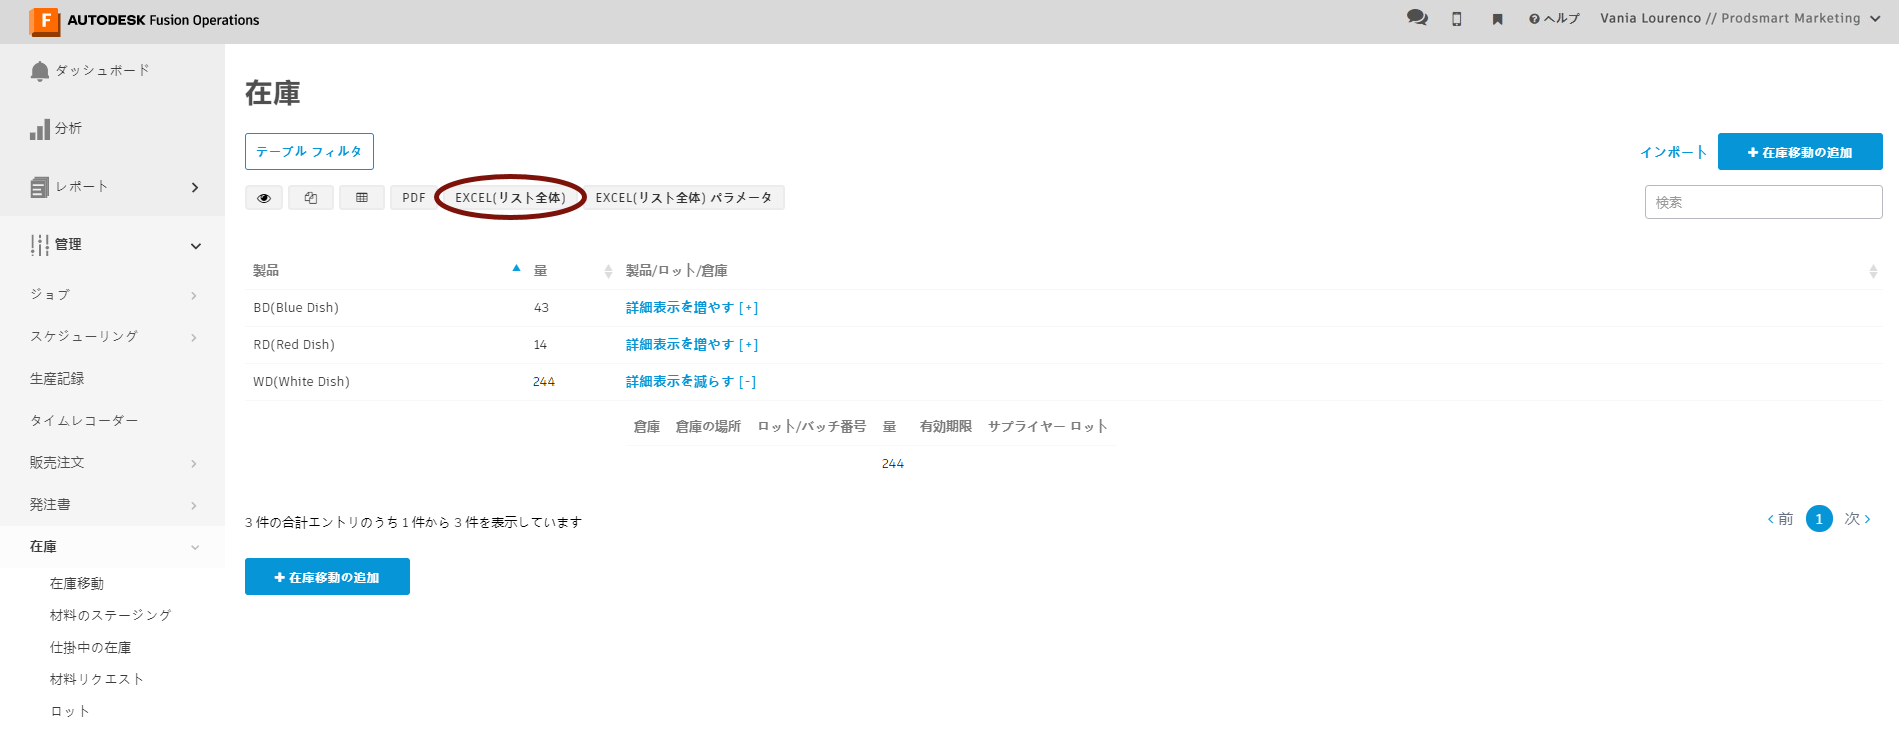 AUTODESK Fusion Operations
ヘルプ
Vania Lourenco // Prodsmart Marketing
ダッシュボード
分析
レポート
管理
ジョブ
スケジューリング
生産記録
タイムレコーダー
販売注文
発注書
在庫
在庫移動
材料のステージング
仕掛中の在庫
材料リクエスト
ロット
在庫
テーブル フィルタ
インポート
+ 在庫移動の追加
PDF EXCEL(リスト全体) EXCEL(リスト全体) パラメータ
検索
製品 量 製品/ロット/倉庫
BD(Blue Dish) 43 詳細表示を増やす [+]
RD(Red Dish) 14 詳細表示を増やす [+]
WD(White Dish) 244 詳細表示を減らす [-]
倉庫 倉庫の場所 ロット/バッチ番号 量 有効期限 サプライヤー ロット
244
3 件の合計エントリのうち 1 件から 3 件を表示しています
‹ 前 1 次 ›
+ 在庫移動の追加